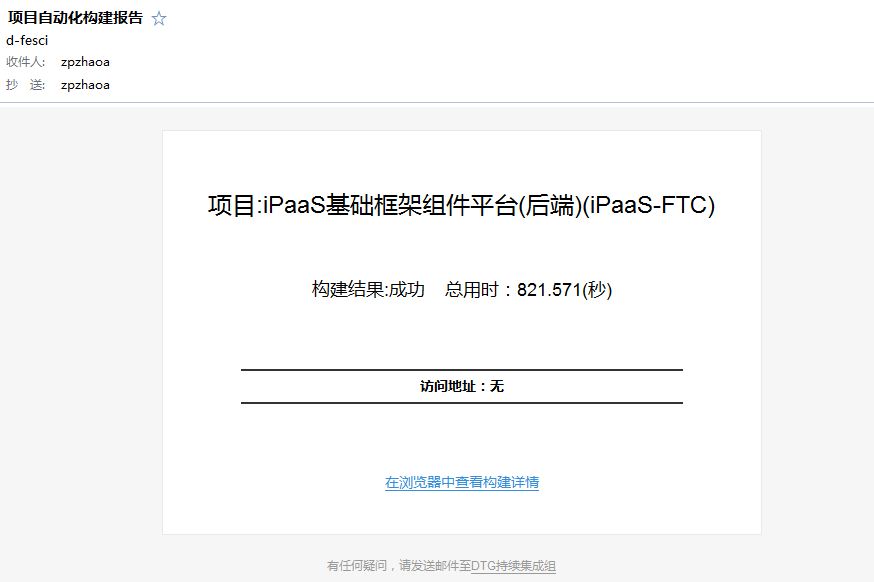 项目自动化构建报告
d-fesci
收件人: zpzhaoa
抄 送: zpzhaoa
项目:iPaaS基础框架组件平台(后端)(iPaaS-FTC)
构建结果:成功 总用时：821.571(秒)
访问地址：无
在浏览器中查看构建详情
有任何疑问，请发送邮件至DTG持续集成组